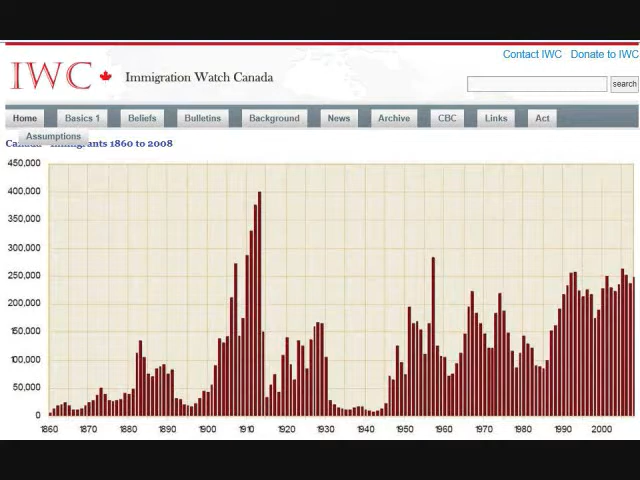 Contact IWC Donate to IWC
IWC Immigration Watch Canada
search
Home Basics 1 Beliefs Bulletins Background News Archive CBC Links Act
Assumptions
Immigrants 1860 to 2008
450,000
400,000
350,000
300,000
250,000
200,000
150,000
100,000
50,000
0
1860 1870 1880 1890 1900 1910 1920 1930 1940 1950 1960 1970 1980 1990 2000